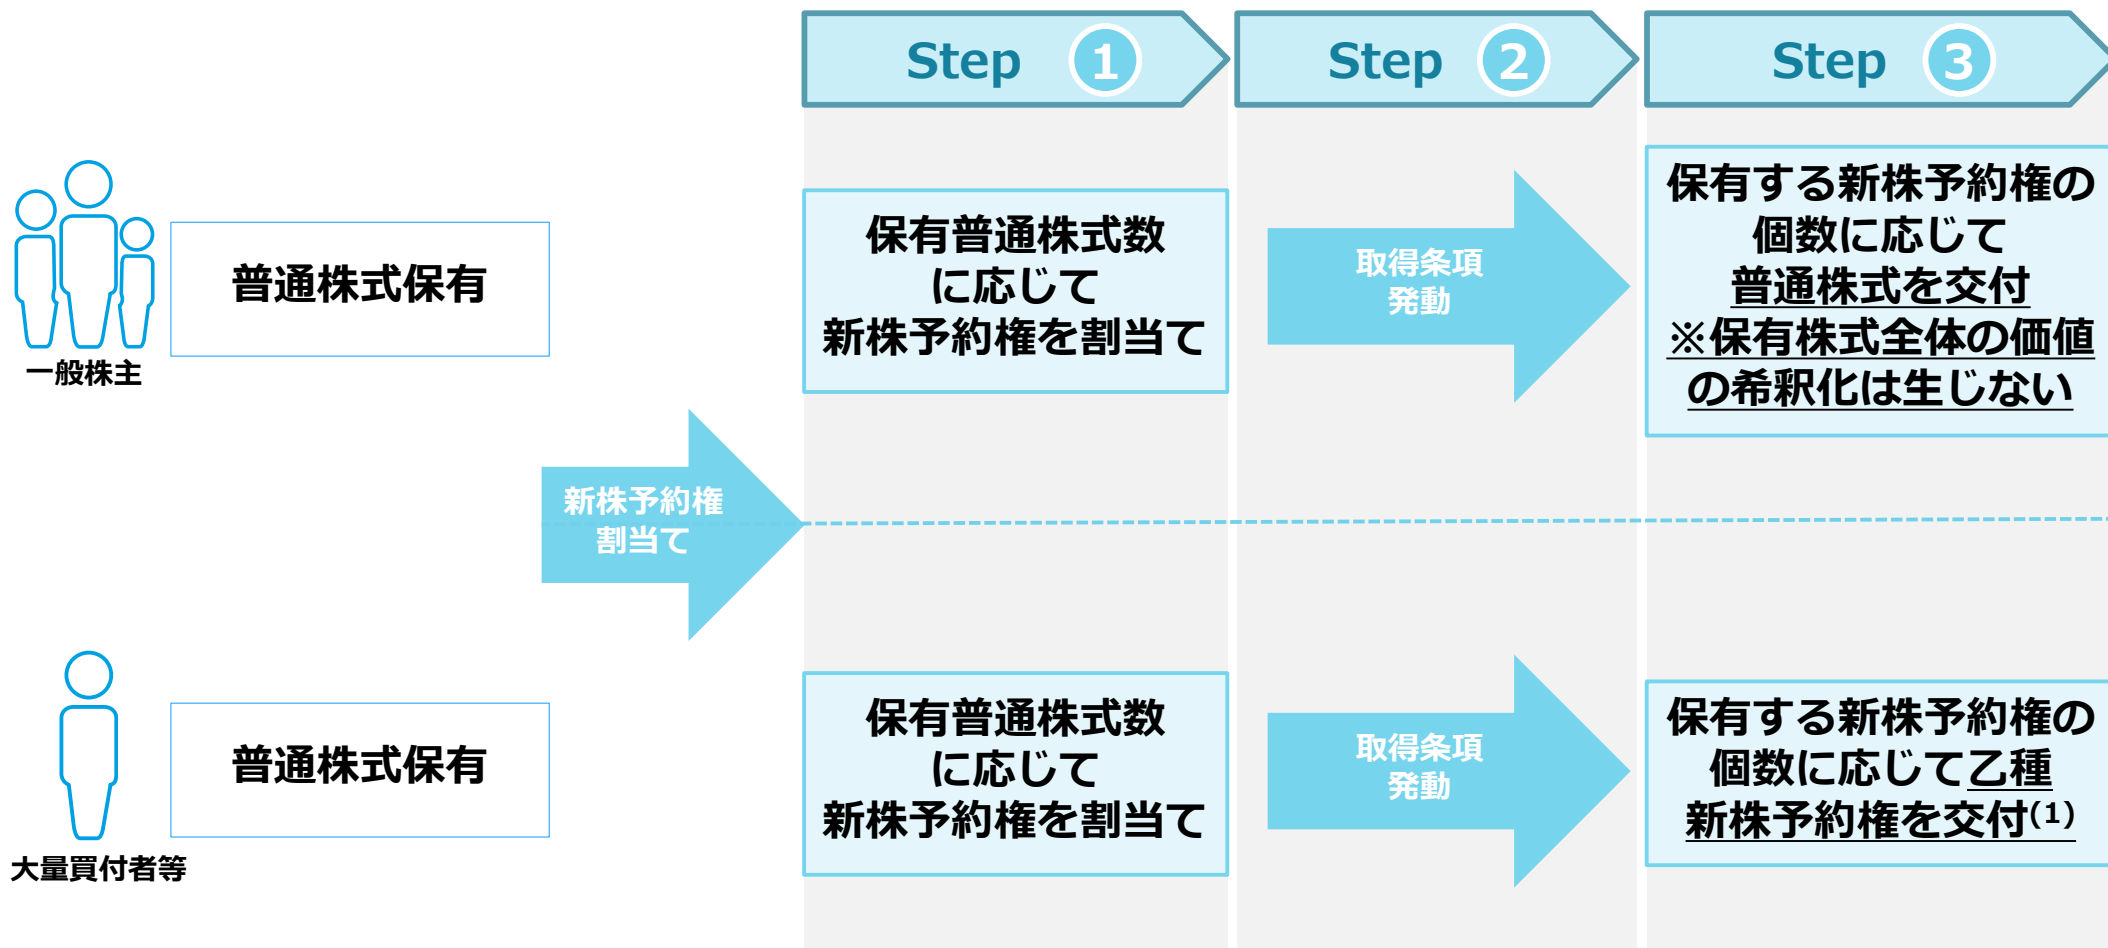 Step 1
Step 2
Step 3
一般株主
普通株式保有
保有普通株式数
に応じて
新株予約権を割当て
取得条項
発動
保有する新株予約権の
個数に応じて
普通株式を交付
※保有株式全体の価値
の希釈化は生じない
新株予約権
割当て
大量買付者等
普通株式保有
保有普通株式数
に応じて
新株予約権を割当て
取得条項
発動
保有する新株予約権の
個数に応じて乙種
新株予約権を交付(1)